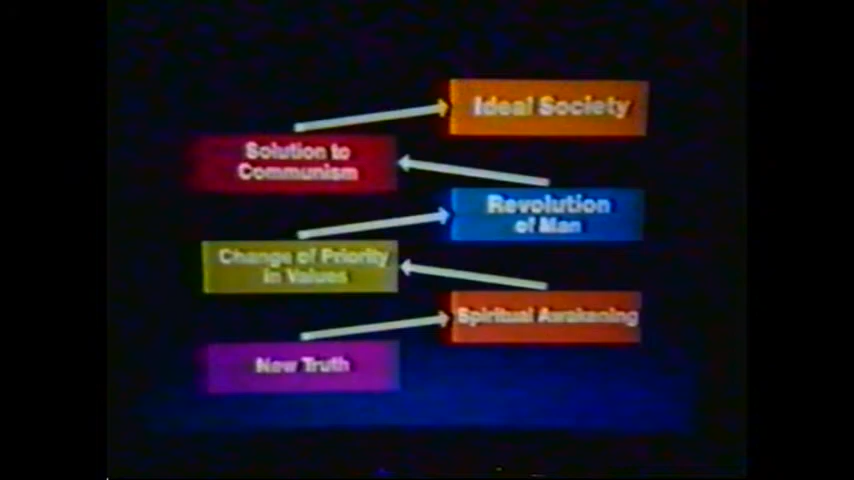 Ideal Society
Solution to
Communism
Revolution
of Man
Change of Priority
in Values
Spiritual Awakening
New Truth